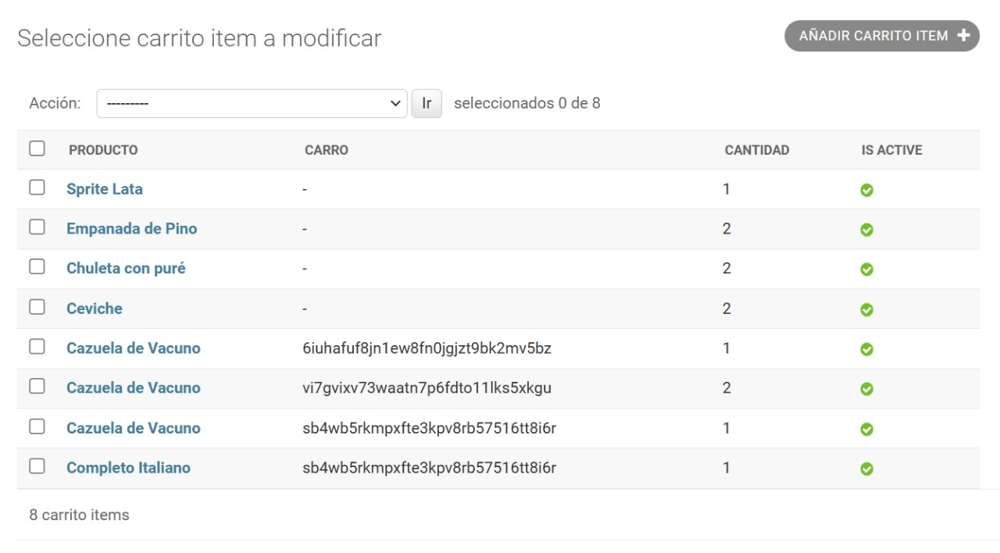 Seleccione carrito item a modificar
AÑADIR CARRITO ITEM +
Acción: --------- Ir seleccionados 0 de 8
PRODUCTO CARRO CANTIDAD IS ACTIVE
Sprite Lata - 1
Empanada de Pino - 2
Chuleta con puré - 2
Ceviche - 2
Cazuela de Vacuno 6iuhafuf8jn1ew8fn0jgjzt9bk2mv5bz 1
Cazuela de Vacuno vi7gvixv73waatn7p6fdto11lks5xkgu 2
Cazuela de Vacuno sb4wb5rkmpxfte3kpv8rb57516tt8i6r 1
Completo Italiano sb4wb5rkmpxfte3kpv8rb57516tt8i6r 1
8 carrito items